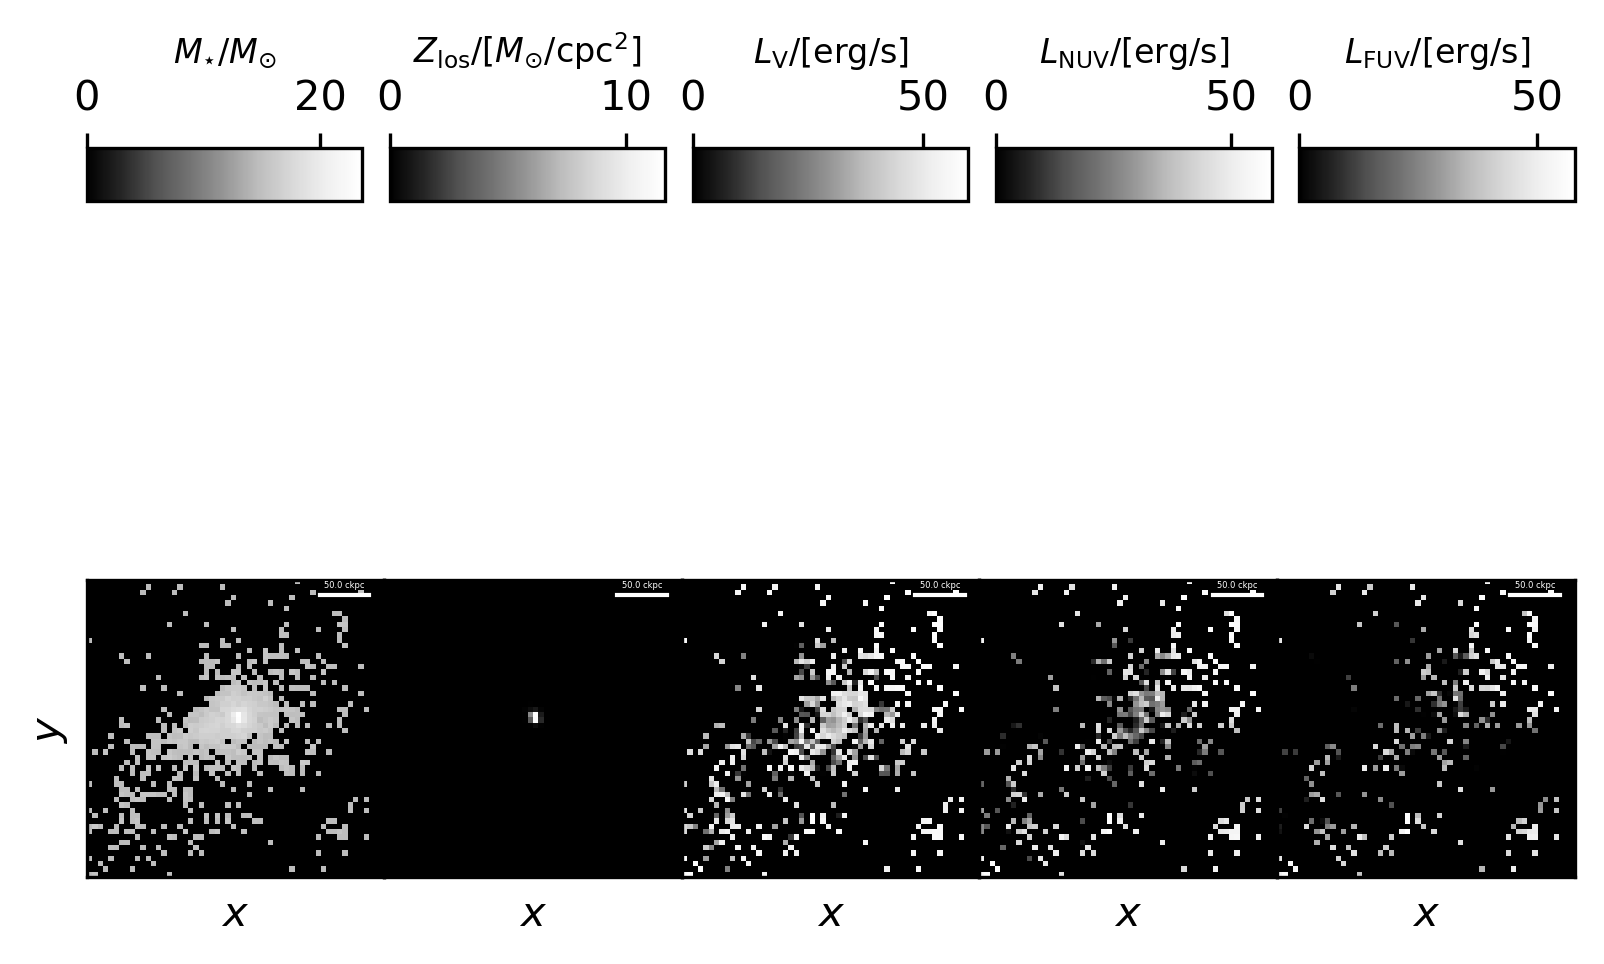 M⋆/M☉ Z_los/[M☉/cpc²] L_V/[erg/s] L_NUV/[erg/s] L_FUV/[erg/s]
0 20 0 10 0 50 0 50 0 50
50.0 ckpc 50.0 ckpc 50.0 ckpc 50.0 ckpc 50.0 ckpc
y
x x x x x